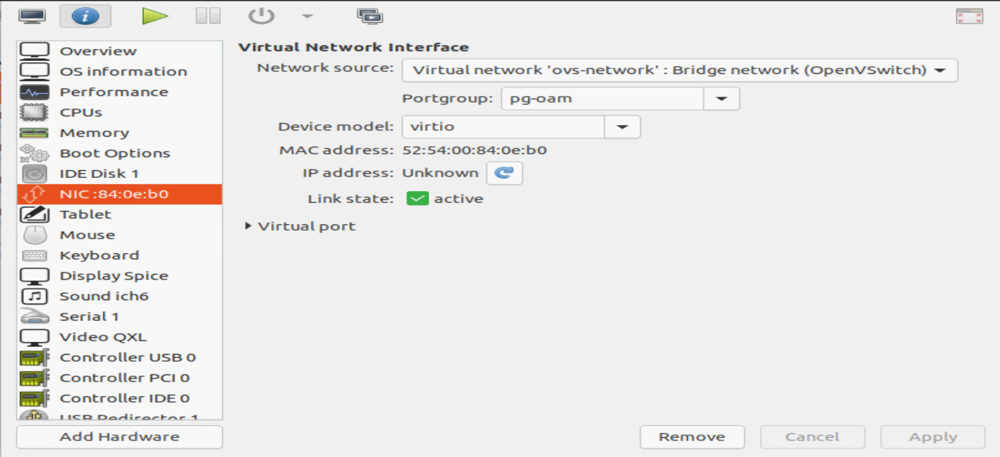 Overview
OS information
Performance
CPUs
Memory
Boot Options
IDE Disk 1
NIC :84:0e:b0
Tablet
Mouse
Keyboard
Display Spice
Sound ich6
Serial 1
Video QXL
Controller USB 0
Controller PCI 0
Controller IDE 0
USB Redirector 1
Add Hardware
Virtual Network Interface
Network source: Virtual network 'ovs-network' : Bridge network (OpenVSwitch)
Portgroup: pg-oam
Device model: virtio
MAC address: 52:54:00:84:0e:b0
IP address: Unknown
Link state: active
Virtual port
Remove Cancel Apply